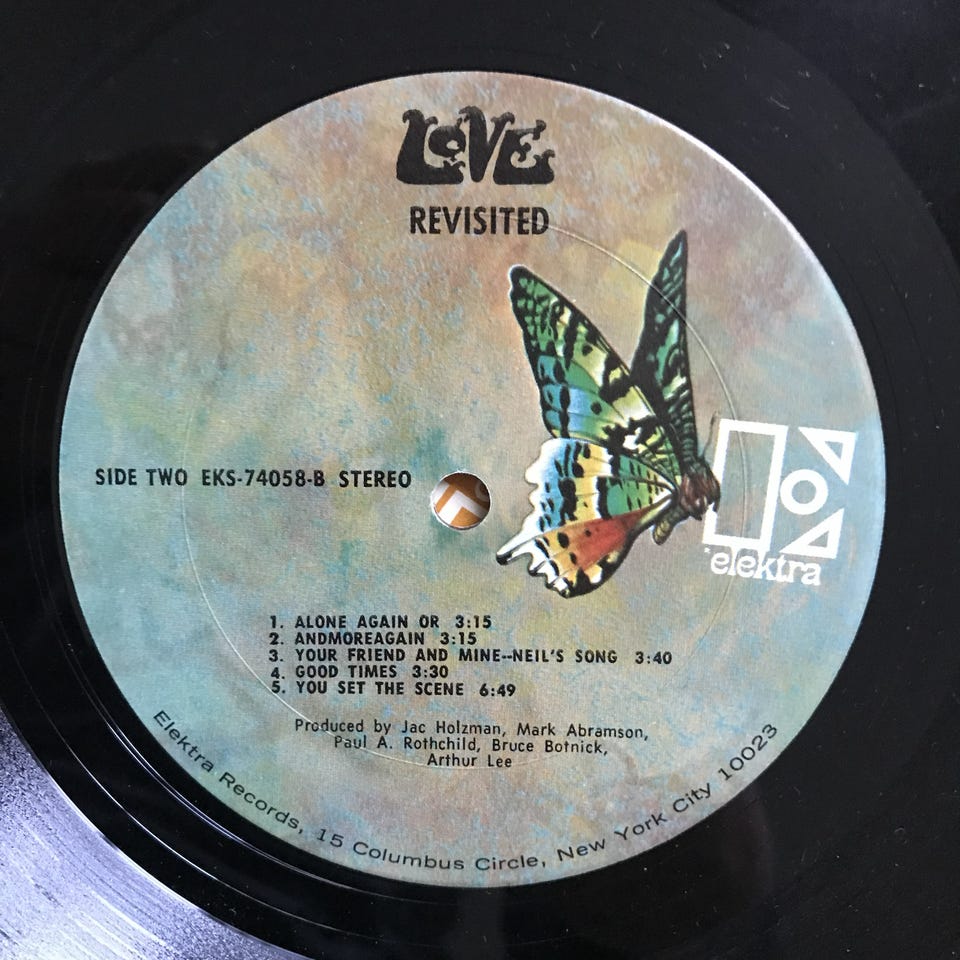 LOVE
REVISITED
elektra
SIDE TWO EKS-74058-B STEREO
1. ALONE AGAIN OR 3:15
2. ANDMOREAGAIN 3:15
3. YOUR FRIEND AND MINE--NEIL'S SONG 3:40
4. GOOD TIMES 3:30
5. YOU SET THE SCENE 6:49
Produced by Jac Holzman, Mark Abramson,
Paul A. Rothchild, Bruce Botnick,
Arthur Lee
Elektra Records, 15 Columbus Circle, New York City 10023